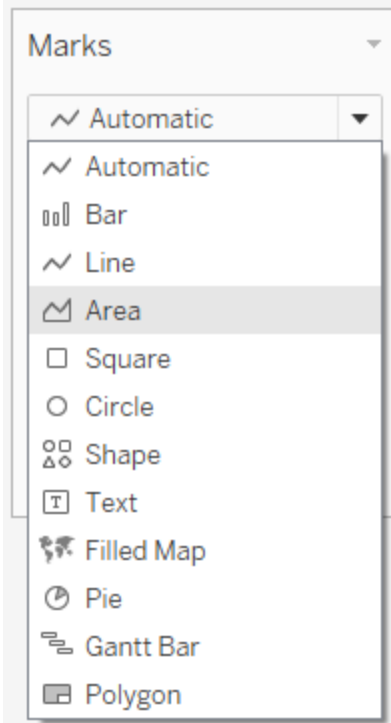 Marks
Automatic
Automatic
Bar
Line
Area
Square
Circle
Shape
T Text
Filled Map
Pie
Gantt Bar
Polygon